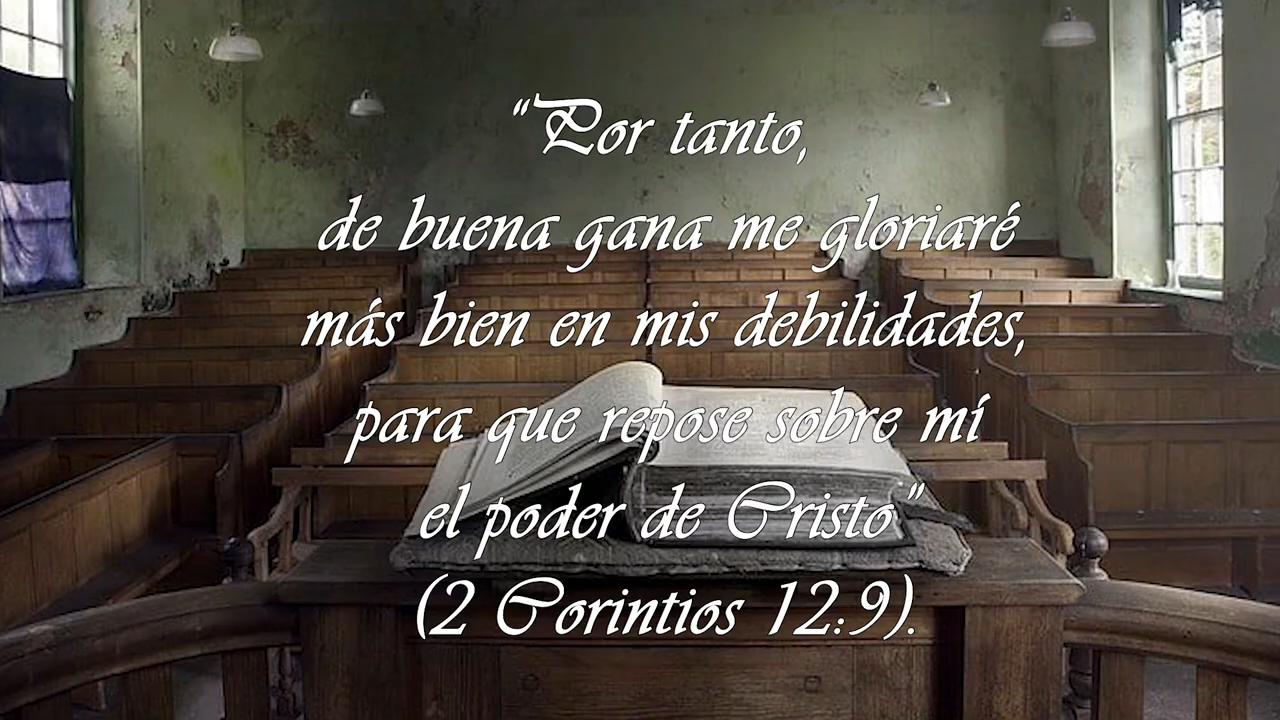 “Por tanto,
de buena gana me gloriaré
más bien en mis debilidades,
para que repose sobre mí
el poder de Cristo”
(2 Corintios 12:9).